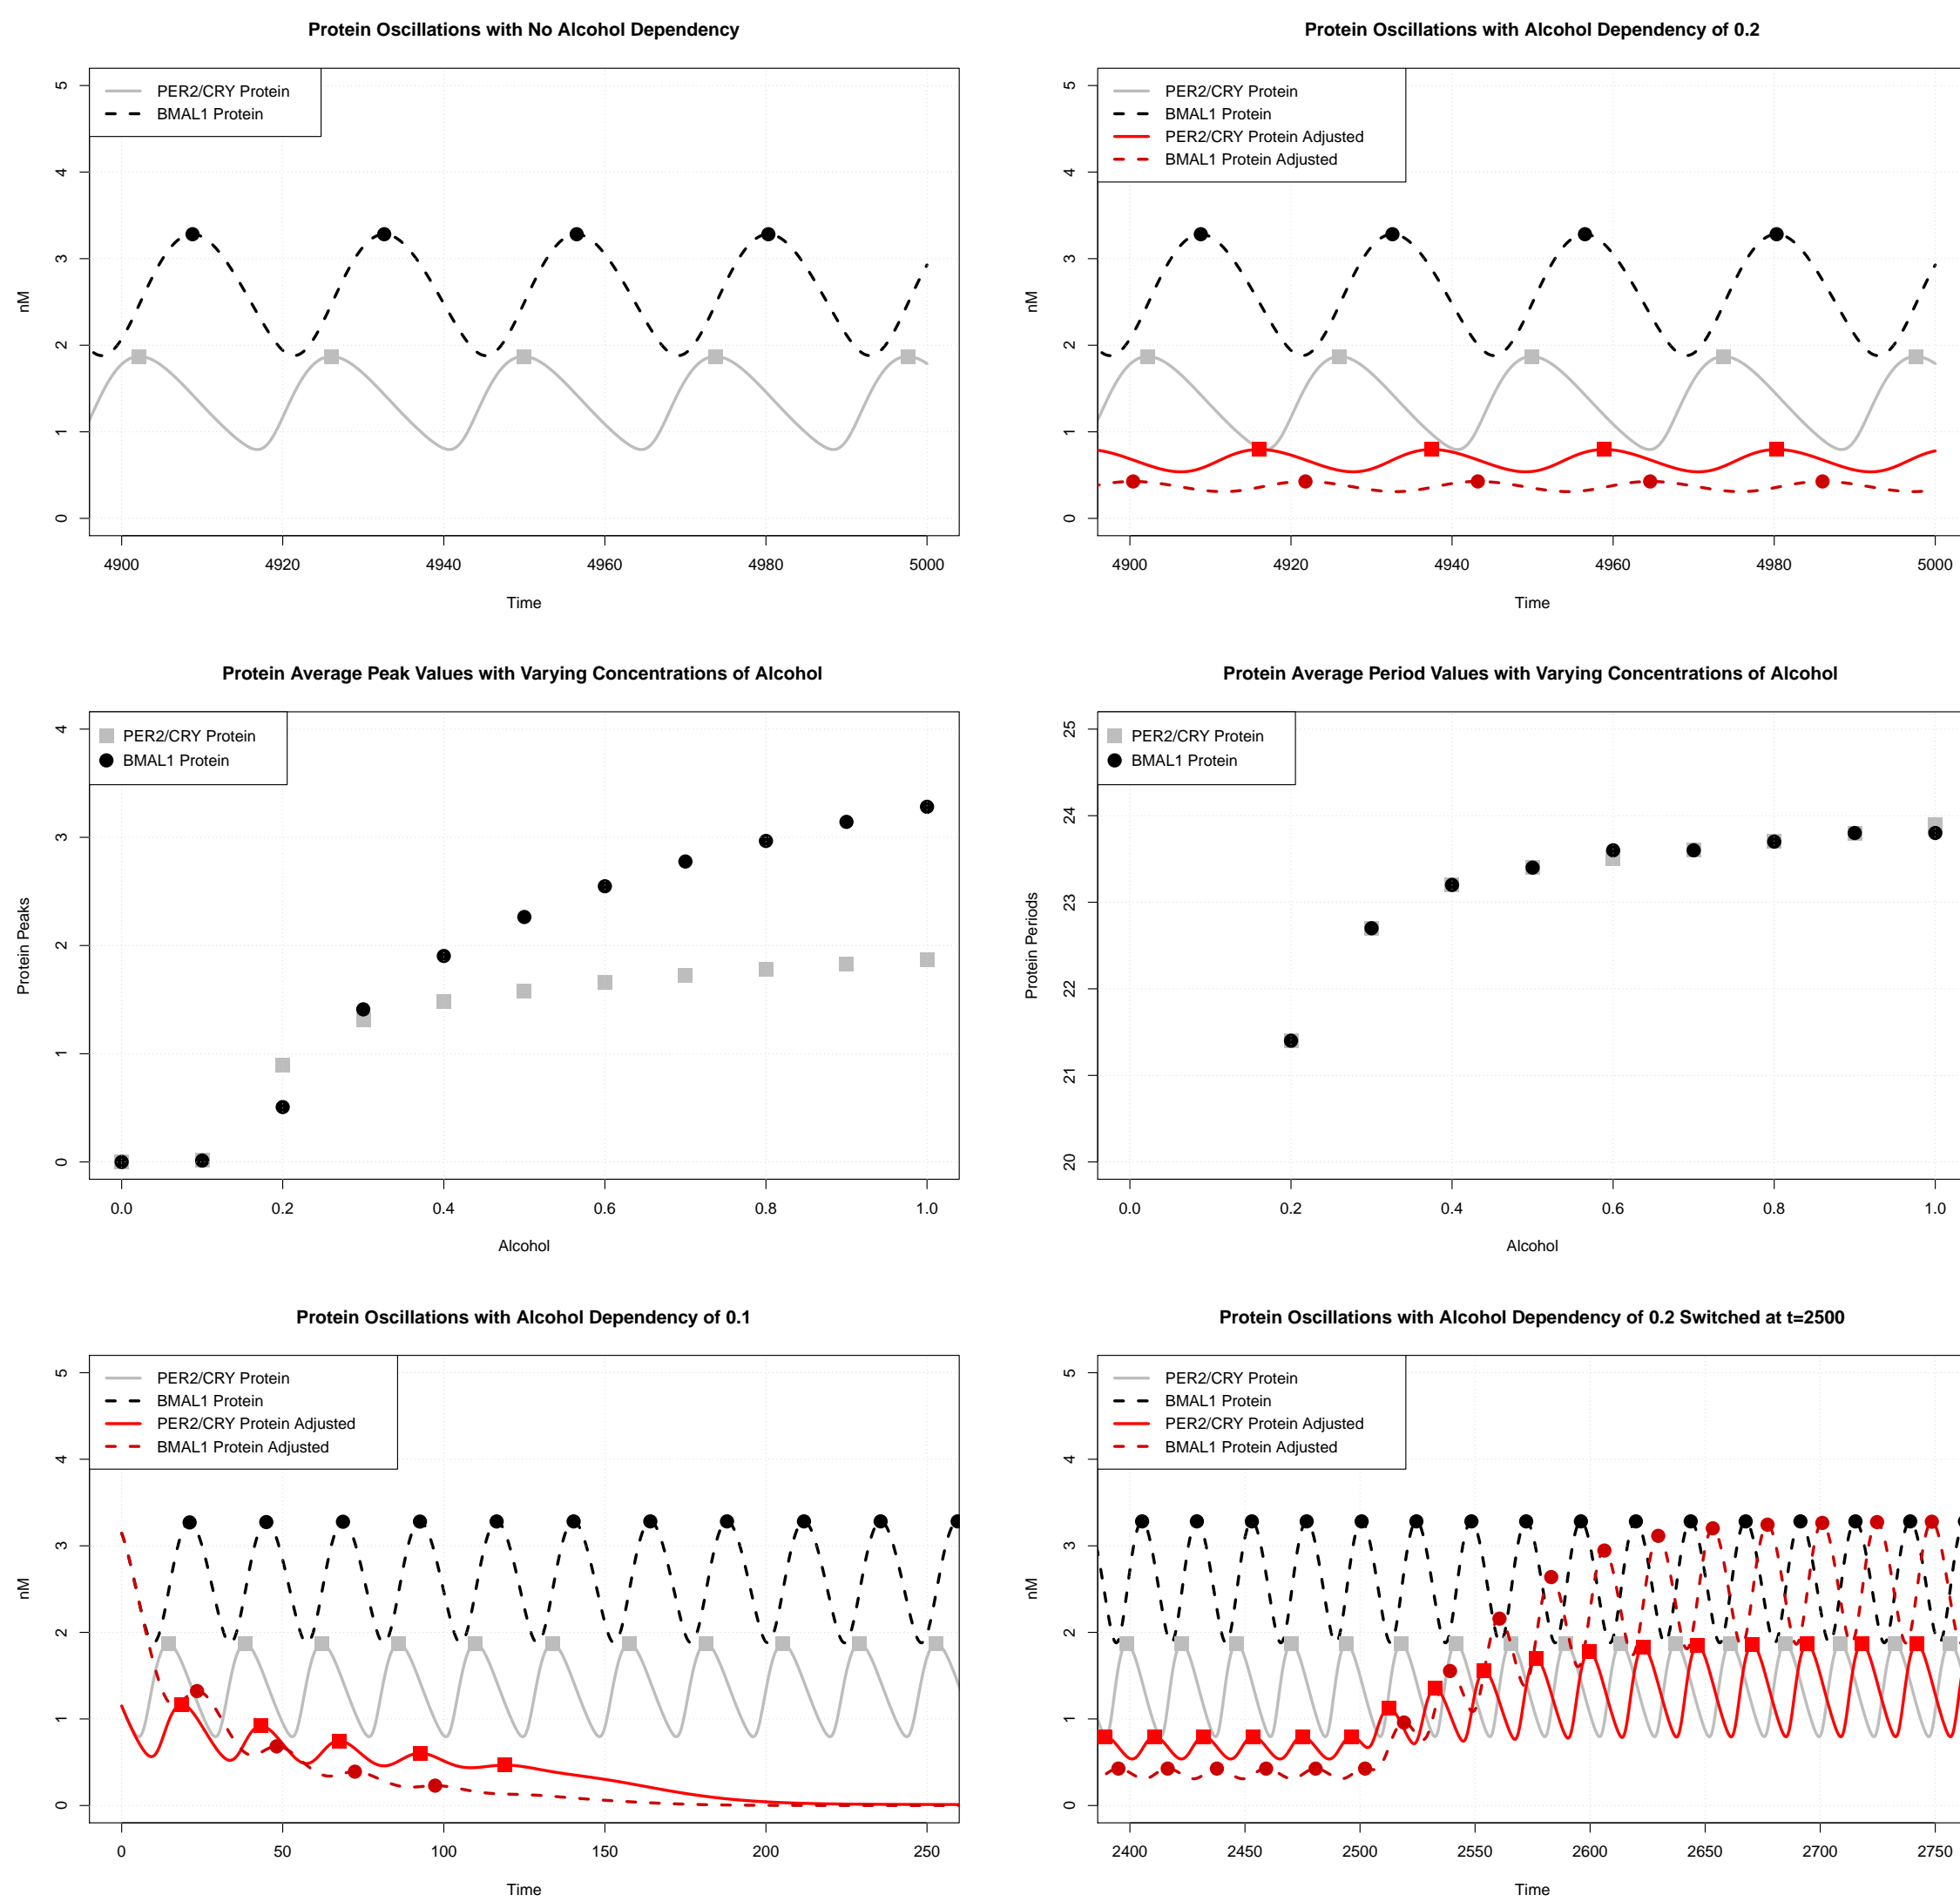 Protein Oscillations with No Alcohol Dependency
PER2/CRY Protein
BMAL1 Protein
nM
0 1 2 3 4 5
4900 4920 4940 4960 4980 5000
Time
Protein Oscillations with Alcohol Dependency of 0.2
PER2/CRY Protein
BMAL1 Protein
PER2/CRY Protein Adjusted
BMAL1 Protein Adjusted
nM
0 1 2 3 4 5
4900 4920 4940 4960 4980 5000
Time
Protein Average Peak Values with Varying Concentrations of Alcohol
PER2/CRY Protein
BMAL1 Protein
Protein Peaks
0 1 2 3 4
0.0 0.2 0.4 0.6 0.8 1.0
Alcohol
Protein Average Period Values with Varying Concentrations of Alcohol
PER2/CRY Protein
BMAL1 Protein
Protein Periods
20 21 22 23 24 25
0.0 0.2 0.4 0.6 0.8 1.0
Alcohol
Protein Oscillations with Alcohol Dependency of 0.1
PER2/CRY Protein
BMAL1 Protein
PER2/CRY Protein Adjusted
BMAL1 Protein Adjusted
nM
0 1 2 3 4 5
0 50 100 150 200 250
Time
Protein Oscillations with Alcohol Dependency of 0.2 Switched at t=2500
PER2/CRY Protein
BMAL1 Protein
PER2/CRY Protein Adjusted
BMAL1 Protein Adjusted
nM
0 1 2 3 4 5
2400 2450 2500 2550 2600 2650 2700 2750
Time